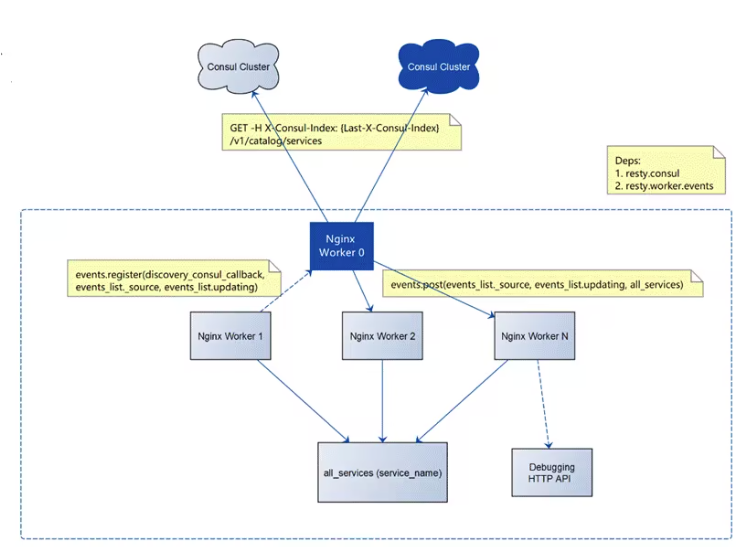 Consul Cluster
Consul Cluster
GET -H X-Consul-Index: {Last-X-Consul-Index}
/v1/catalog/services
Deps:
1. resty.consul
2. resty.worker.events
Nginx
Worker 0
events.register(discovery_consul_callback,
events_list._source, events_list.updating)
events.post(events_list._source, events_list.updating, all_services)
Nginx Worker 1
Nginx Worker 2
Nginx Worker N
all_services (service_name)
Debugging
HTTP API